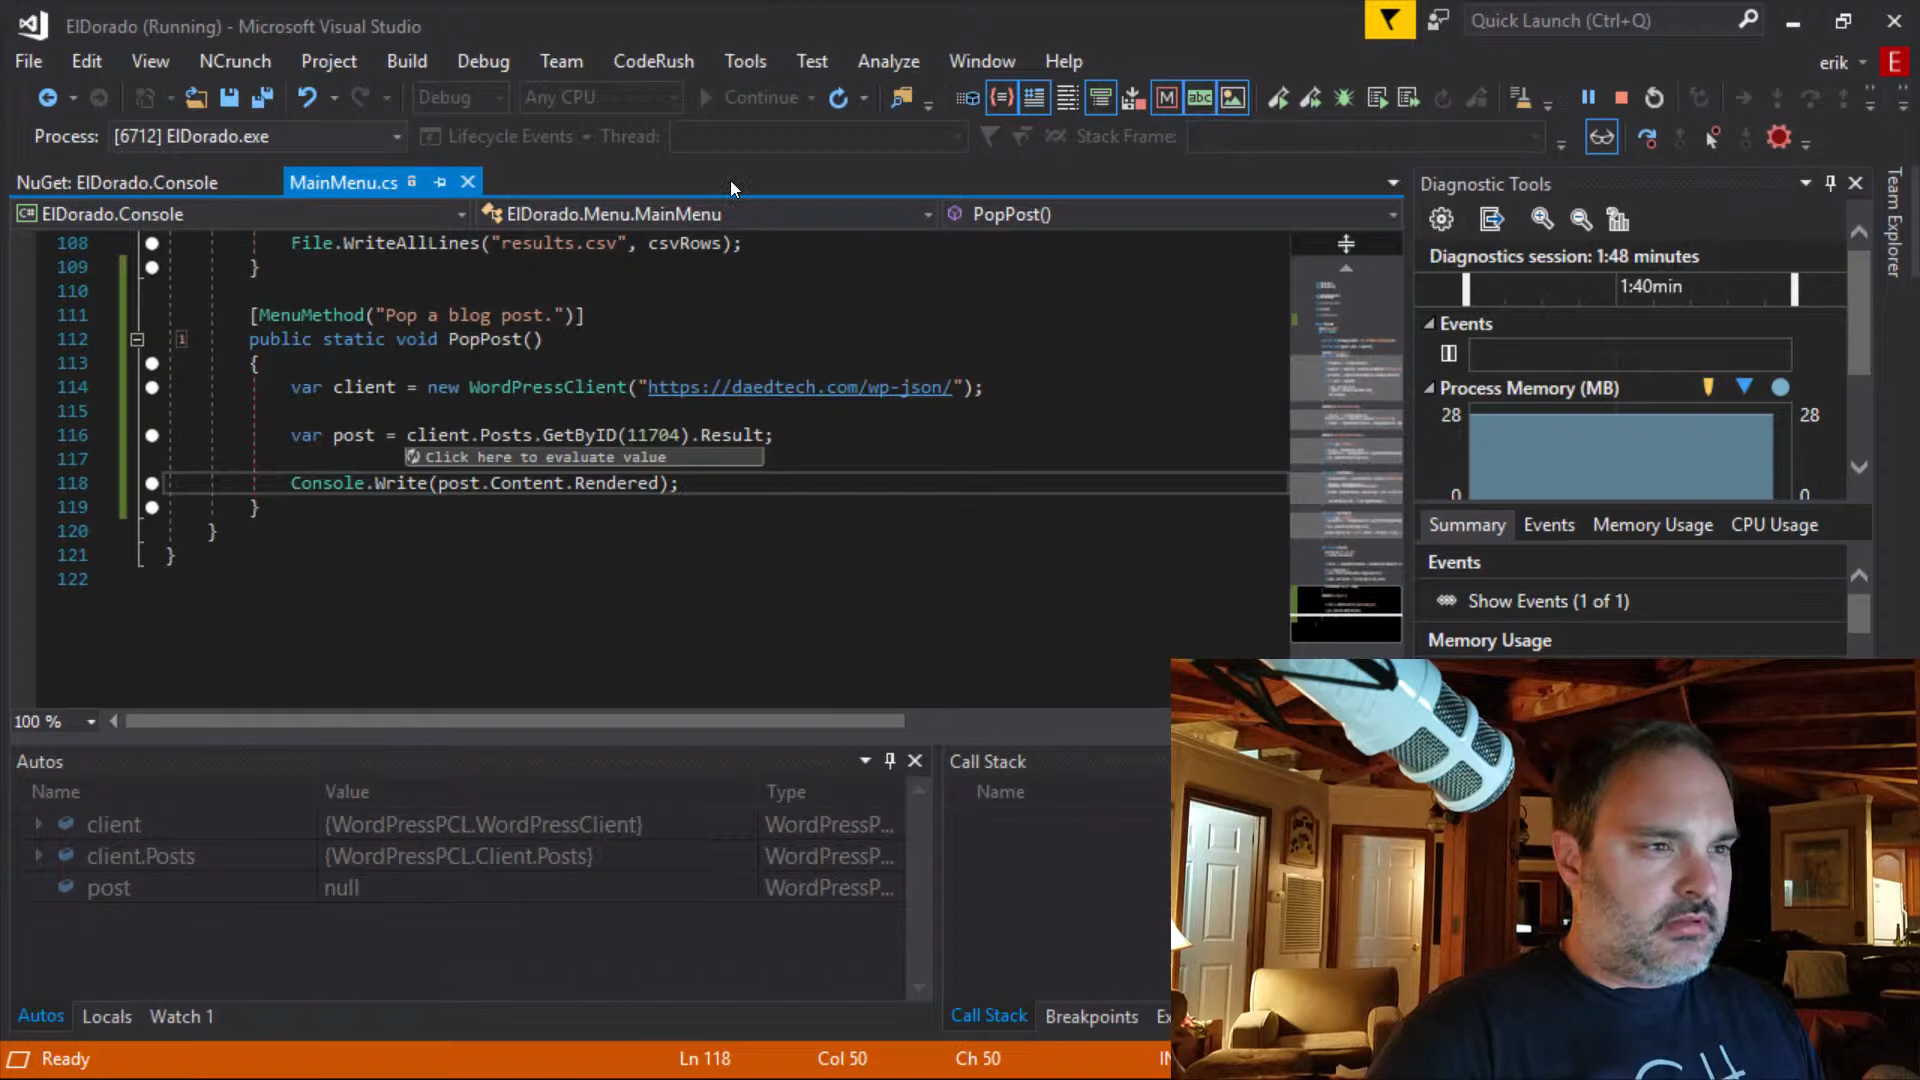 ElDorado (Running) - Microsoft Visual Studio
Quick Launch (Ctrl+Q)
File Edit View NCrunch Project Build Debug Team CodeRush Tools Test Analyze Window Help
erik E
Debug Any CPU Continue
M abc
Process: [6712] ElDorado.exe Lifecycle Events Thread: Stack Frame:
NuGet: ElDorado.Console MainMenu.cs
C# ElDorado.Console ElDorado.Menu.MainMenu PopPost()
108 File.WriteAllLines("results.csv", csvRows);
109 }
110
111 [MenuMethod("Pop a blog post.")]
112 1 public static void PopPost()
113 {
114 var client = new WordPressClient("https://daedtech.com/wp-json/");
115
116 var post = client.Posts.GetByID(11704).Result;
117 Click here to evaluate value
118 Console.Write(post.Content.Rendered);
119 }
120 }
121 }
122
100 %
Diagnostic Tools
Diagnostics session: 1:48 minutes
1:40min
Events
Process Memory (MB)
28 28
0 0
Summary Events Memory Usage CPU Usage
Events
Show Events (1 of 1)
Memory Usage
Team Explorer
Autos
Name Value Type
client {WordPressPCL.WordPressClient} WordPressP...
client.Posts {WordPressPCL.Client.Posts} WordPressP...
post null WordPressP...
Autos Locals Watch 1
Call Stack
Name
Call Stack Breakpoints Ex
Ready Ln 118 Col 50 Ch 50 IN